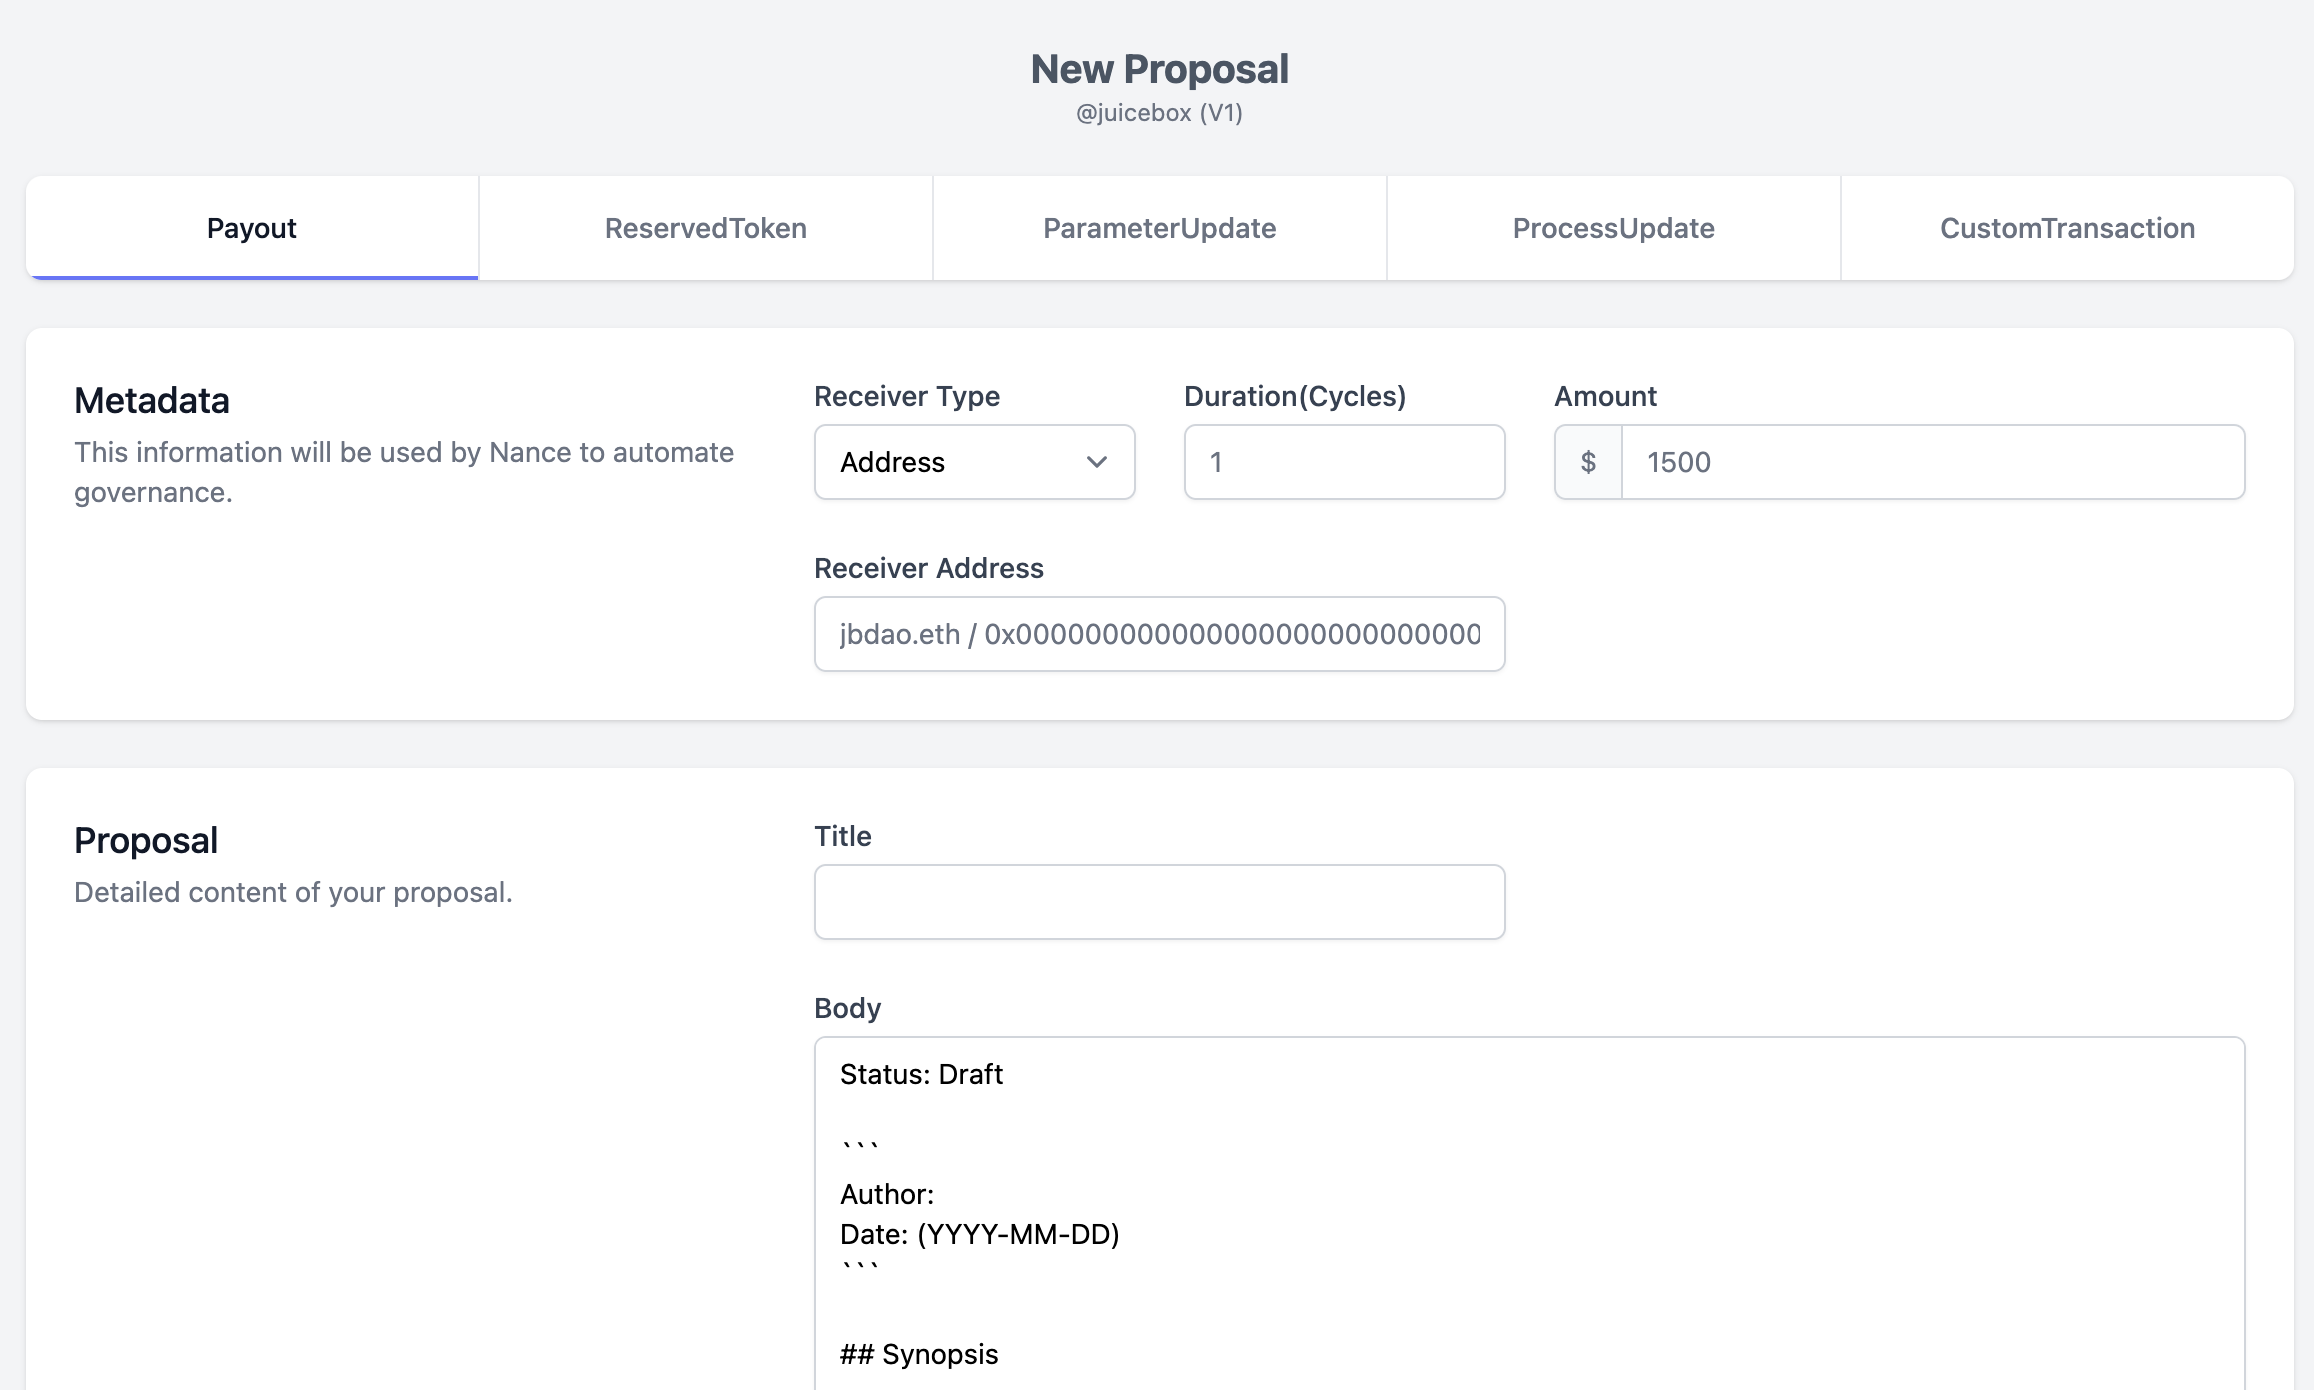 New Proposal
@juicebox (V1)
Payout
ReservedToken
ParameterUpdate
ProcessUpdate
CustomTransaction
Metadata
This information will be used by Nance to automate
governance.
Receiver Type
Address
Duration(Cycles)
1
Amount
$ 1500
Receiver Address
jbdao.eth / 0x000000000000000000000000000
Proposal
Detailed content of your proposal.
Title
Body
Status: Draft
```
Author:
Date: (YYYY-MM-DD)
```
## Synopsis